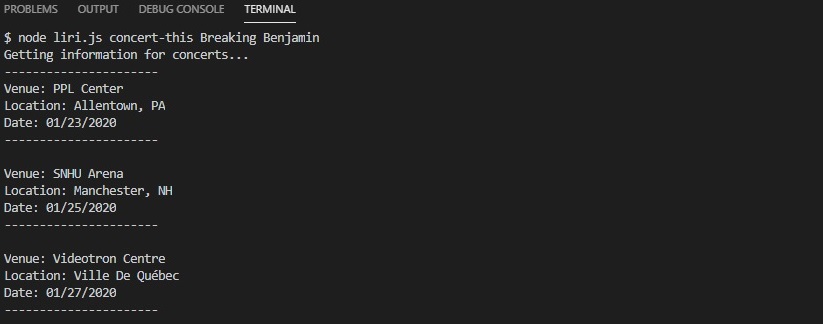 PROBLEMS OUTPUT DEBUG CONSOLE TERMINAL
$ node liri.js concert-this Breaking Benjamin
Getting information for concerts...
----------------------
Venue: PPL Center
Location: Allentown, PA
Date: 01/23/2020
----------------------
Venue: SNHU Arena
Location: Manchester, NH
Date: 01/25/2020
----------------------
Venue: Videotron Centre
Location: Ville De Québec
Date: 01/27/2020
----------------------